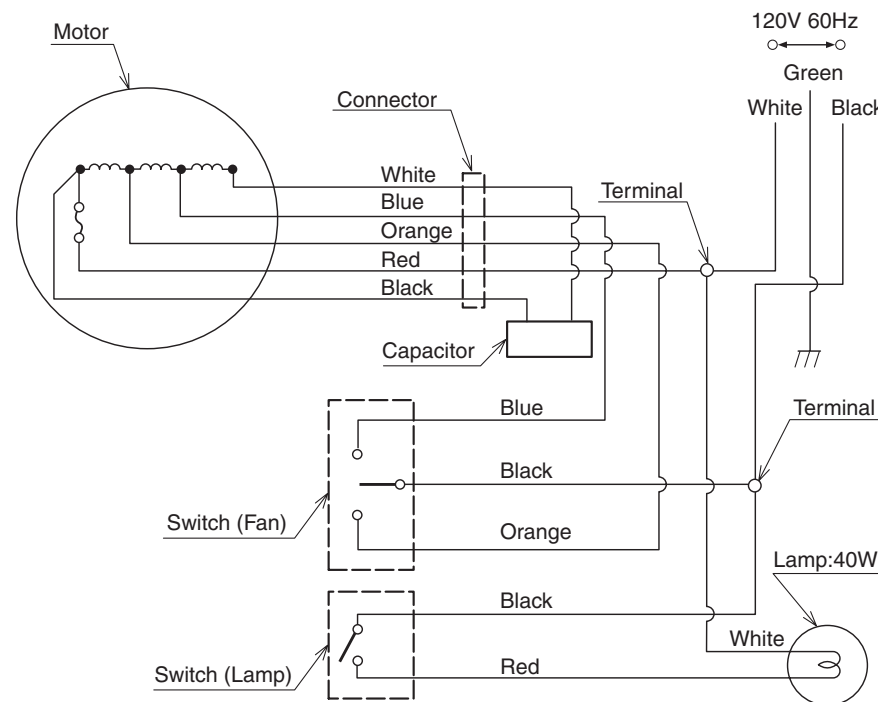 120V 60Hz
Motor
Green
Connector
White Black
White
Terminal
Blue
Orange
Red
Black
Capacitor
Blue
Terminal
Black
Switch (Fan)
Orange
Lamp:40W
Black
White
Switch (Lamp)
Red